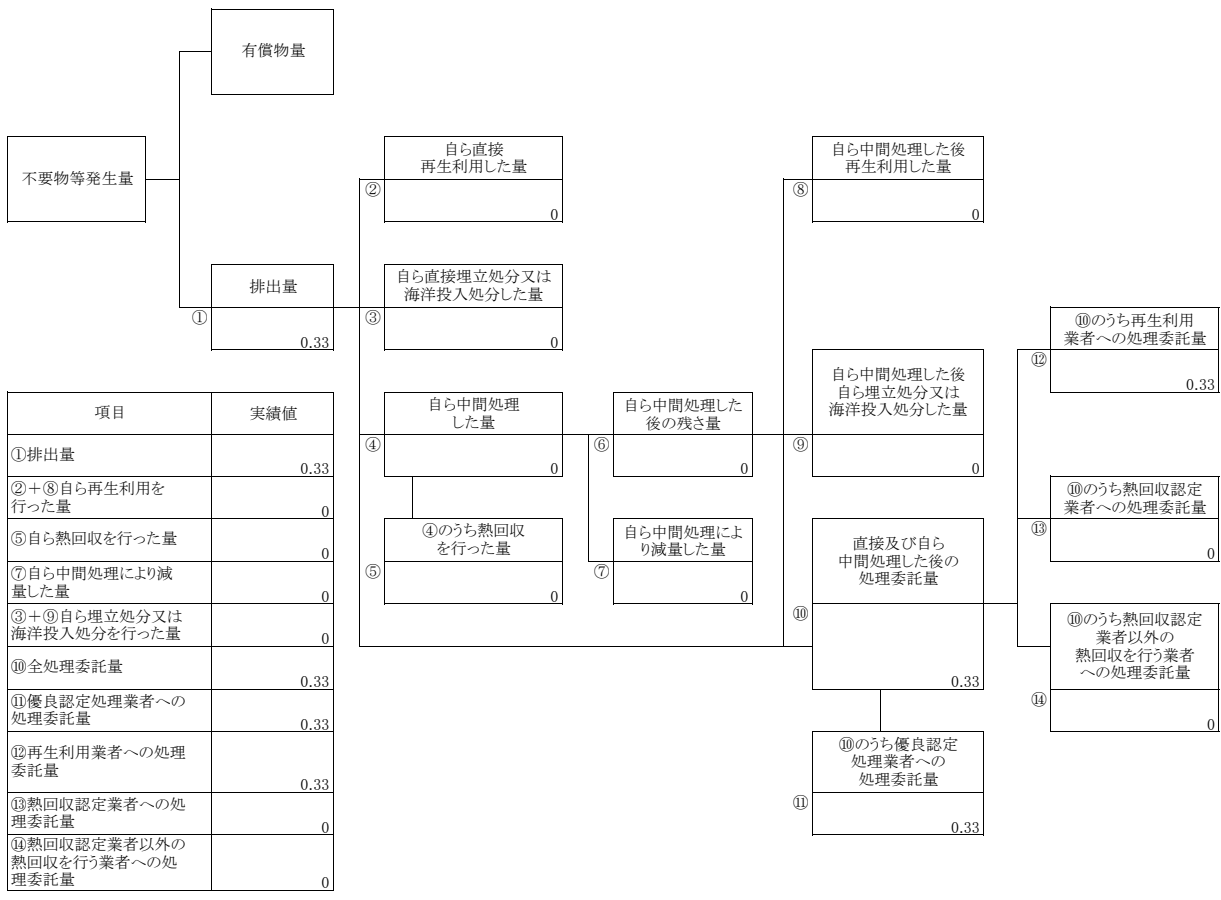 有償物量
不要物等発生量
排出量
①
0.33
自ら直接
再生利用した量
②
0
自ら直接埋立処分又は
海洋投入処分した量
③
0
自ら中間処理
した量
④
0
④のうち熱回収
を行った量
⑤
0
自ら中間処理した
後の残さ量
⑥
0
自ら中間処理によ
り減量した量
⑦
0
自ら中間処理した後
再生利用した量
⑧
0
自ら中間処理した後
自ら埋立処分又は
海洋投入処分した量
⑨
0
直接及び自ら
中間処理した後の
処理委託量
⑩
0.33
⑩のうち優良認定
処理業者への
処理委託量
⑪
0.33
⑩のうち再生利用
業者への処理委託量
⑫
0.33
⑩のうち熱回収認定
業者への処理委託量
⑬
0
⑩のうち熱回収認定
業者以外の
熱回収を行う業者
への処理委託量
⑭
0
項目 実績値
①排出量
0.33
②+⑧自ら再生利用を
行った量
0
⑤自ら熱回収を行った量
0
⑦自ら中間処理により減
量した量
0
③+⑨自ら埋立処分又は
海洋投入処分を行った量
0
⑩全処理委託量
0.33
⑪優良認定処理業者への
処理委託量
0.33
⑫再生利用業者への処理
委託量
0.33
⑬熱回収認定業者への処
理委託量
0
⑭熱回収認定業者以外の
熱回収を行う業者への処
理委託量
0